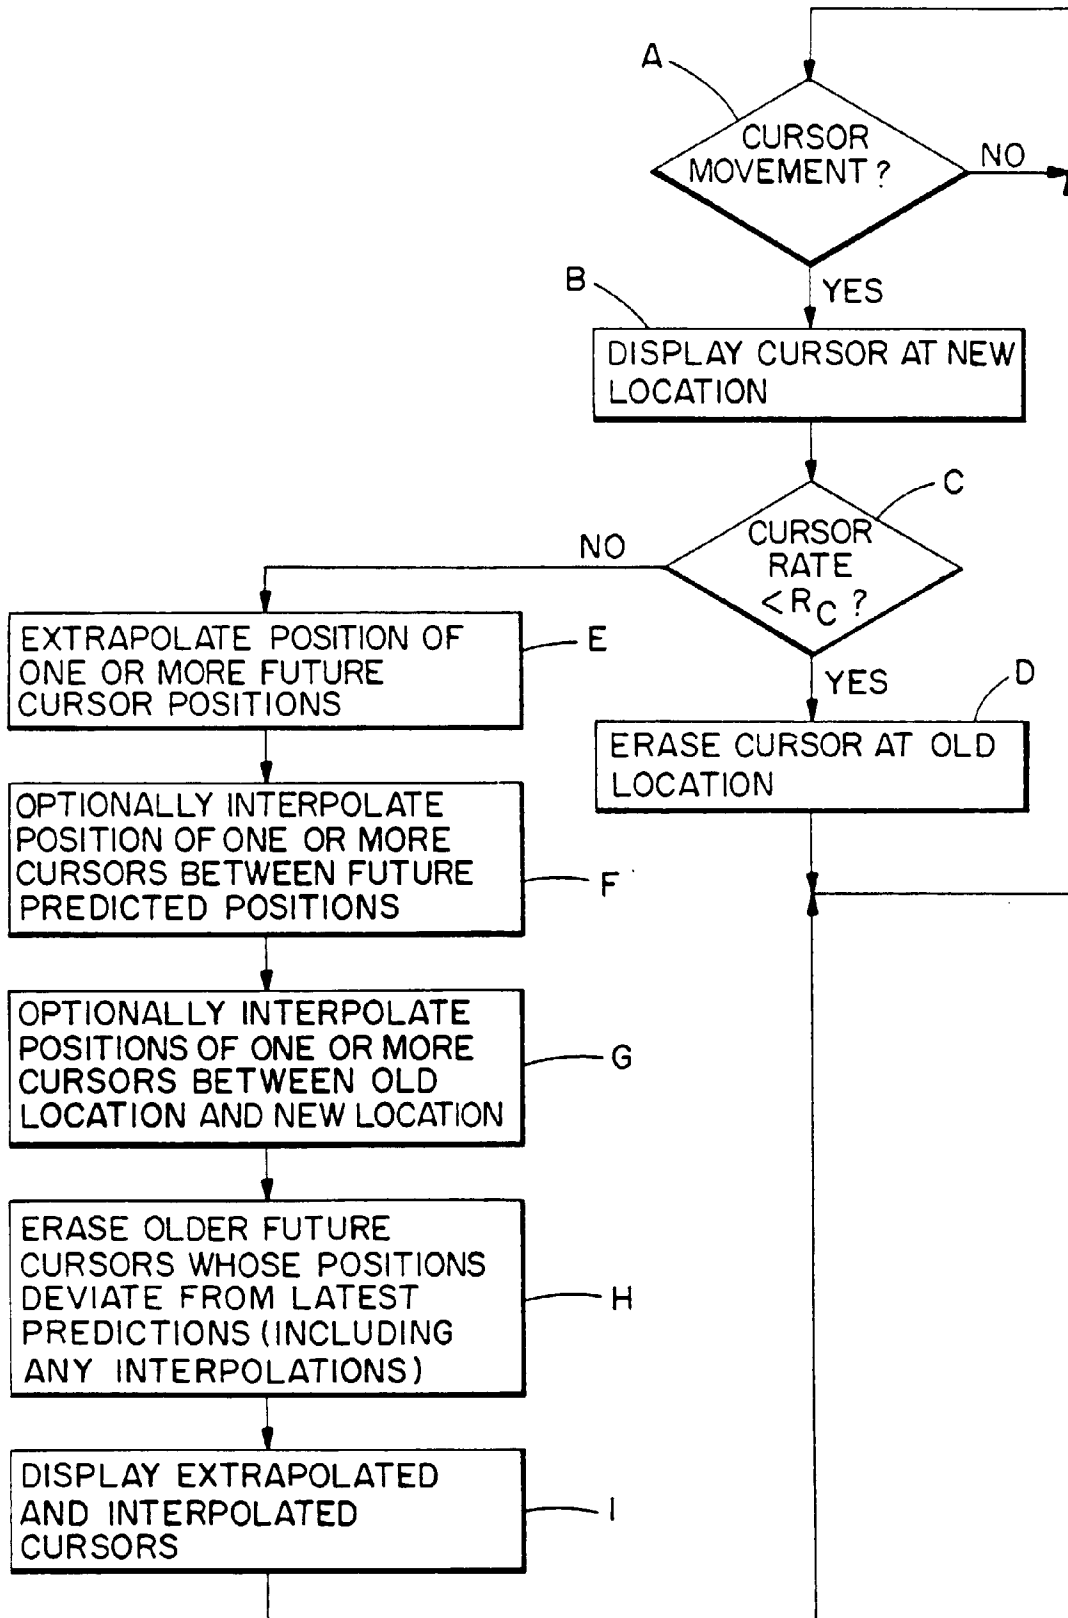 A
CURSOR
MOVEMENT ?
NO
YES
B
DISPLAY CURSOR AT NEW
LOCATION
C
CURSOR
RATE
<RC ?
NO
YES
D
ERASE CURSOR AT OLD
LOCATION
EXTRAPOLATE POSITION OF
ONE OR MORE FUTURE
CURSOR POSITIONS
E
OPTIONALLY INTERPOLATE
POSITION OF ONE OR MORE
CURSORS BETWEEN FUTURE
PREDICTED POSITIONS
F
OPTIONALLY INTERPOLATE
POSITIONS OF ONE OR MORE
CURSORS BETWEEN OLD
LOCATION AND NEW LOCATION
G
ERASE OLDER FUTURE
CURSORS WHOSE POSITIONS
DEVIATE FROM LATEST
PREDICTIONS (INCLUDING
ANY INTERPOLATIONS)
H
DISPLAY EXTRAPOLATED
AND INTERPOLATED
CURSORS
I